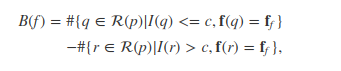 B(f) = #{q ∈ R(p)|I(q) <= c, f(q) = f_f}
−#{r ∈ R(p)|I(r) > c, f(r) = f_f},